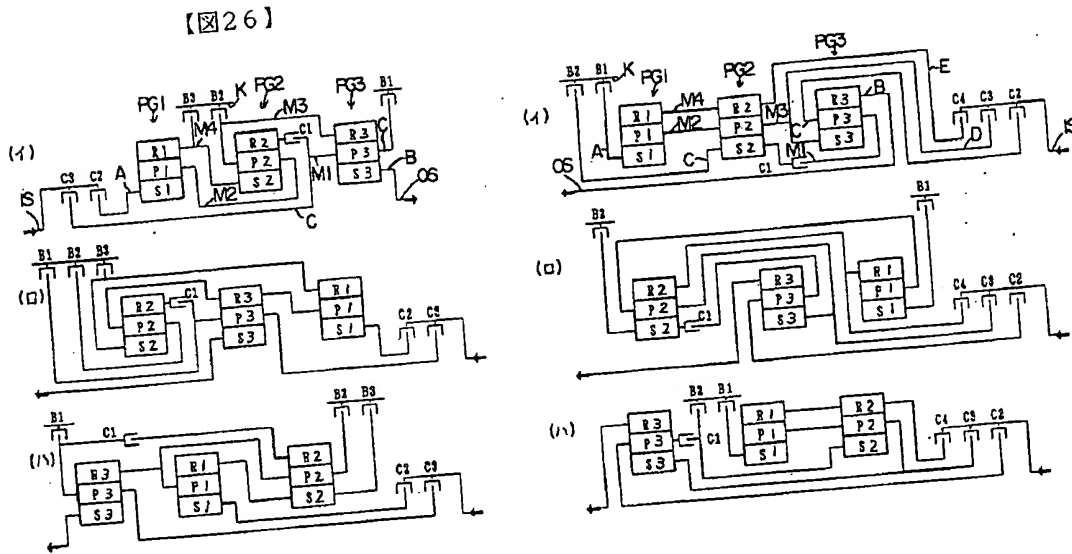 【図26】
(イ)
PG1 PG2 PG3
B3 B2 K B1
M4 M3
R1 R2 C1 R3
P1 P2 P3 C
S1 S2 S3
C3 C2 A M2 M1 B
IS C OS
(ロ)
B1 B2 B3
R2 C1 R3 R1
P2 P3 P1
S2 S3 S1
C2 C3
(ハ)
B1 C1 B2 B3
R3 R1 R2
P3 P1 P2
S3 S1 S2
C2 C3
(イ)
B2 B1 K PG1 PG2 PG3 E
R1 M4 R2 M3 R3 B
P1 M2 P2 C P3
S1 S2 S3
A C C1 M1 D
C4 C3 C2
OS IS
(ロ)
B2 B1
R2 R3 R1
P2 P3 P1
S2 C1 S3 S1
C4 C3 C2
(ハ)
B2 B1
R3 R1 R2
P3 C1 P1 P2
S3 S1 S2
C4 C3 C2